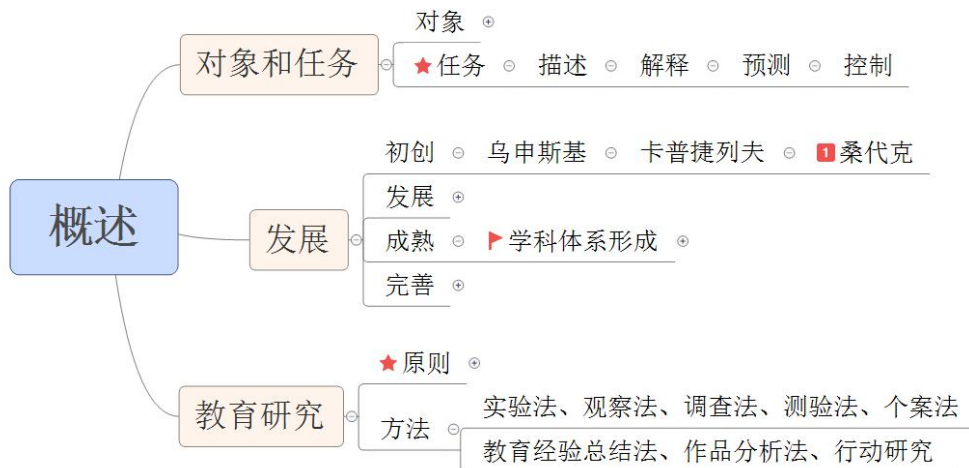 概述
对象和任务
对象
任务 描述 解释 预测 控制
发展
初创 乌申斯基 卡普捷列夫 1 桑代克
发展
成熟 学科体系形成
完善
教育研究
原则
方法
实验法、观察法、调查法、测验法、个案法
教育经验总结法、作品分析法、行动研究